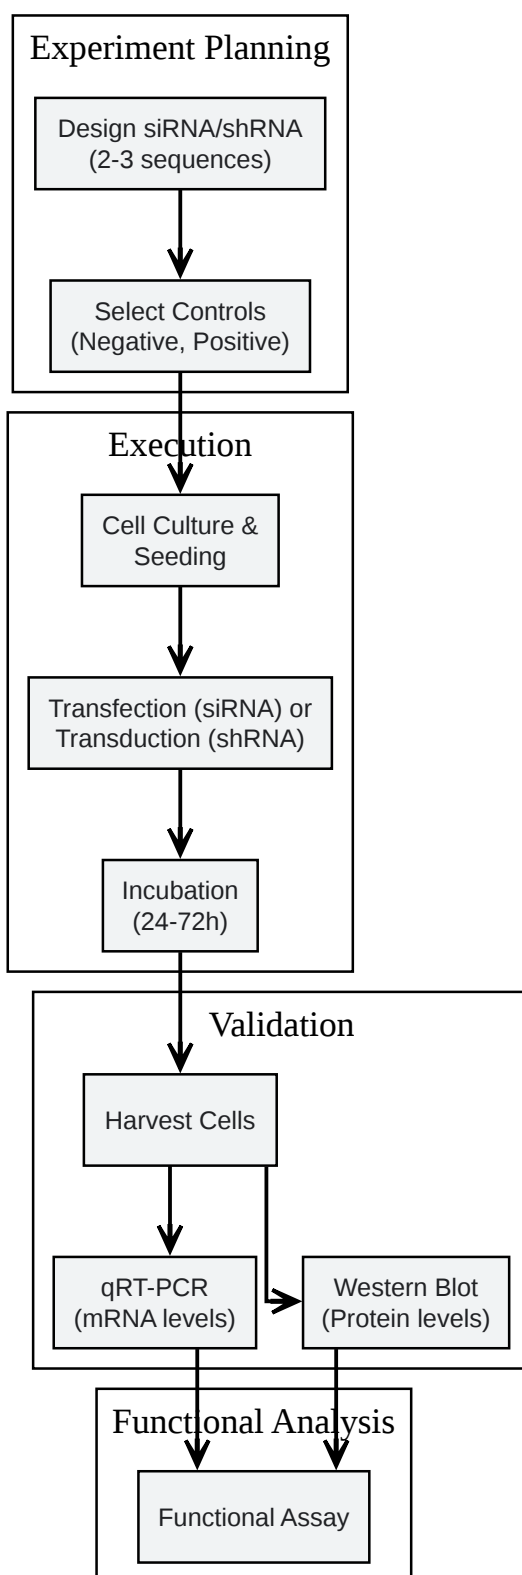 Experiment Planning
Design siRNA/shRNA
(2-3 sequences)
Select Controls
(Negative, Positive)
Execution
Cell Culture &
Seeding
Transfection (siRNA) or
Transduction (shRNA)
Incubation
(24-72h)
Validation
Harvest Cells
qRT-PCR
(mRNA levels)
Western Blot
(Protein levels)
Functional Analysis
Functional Assay